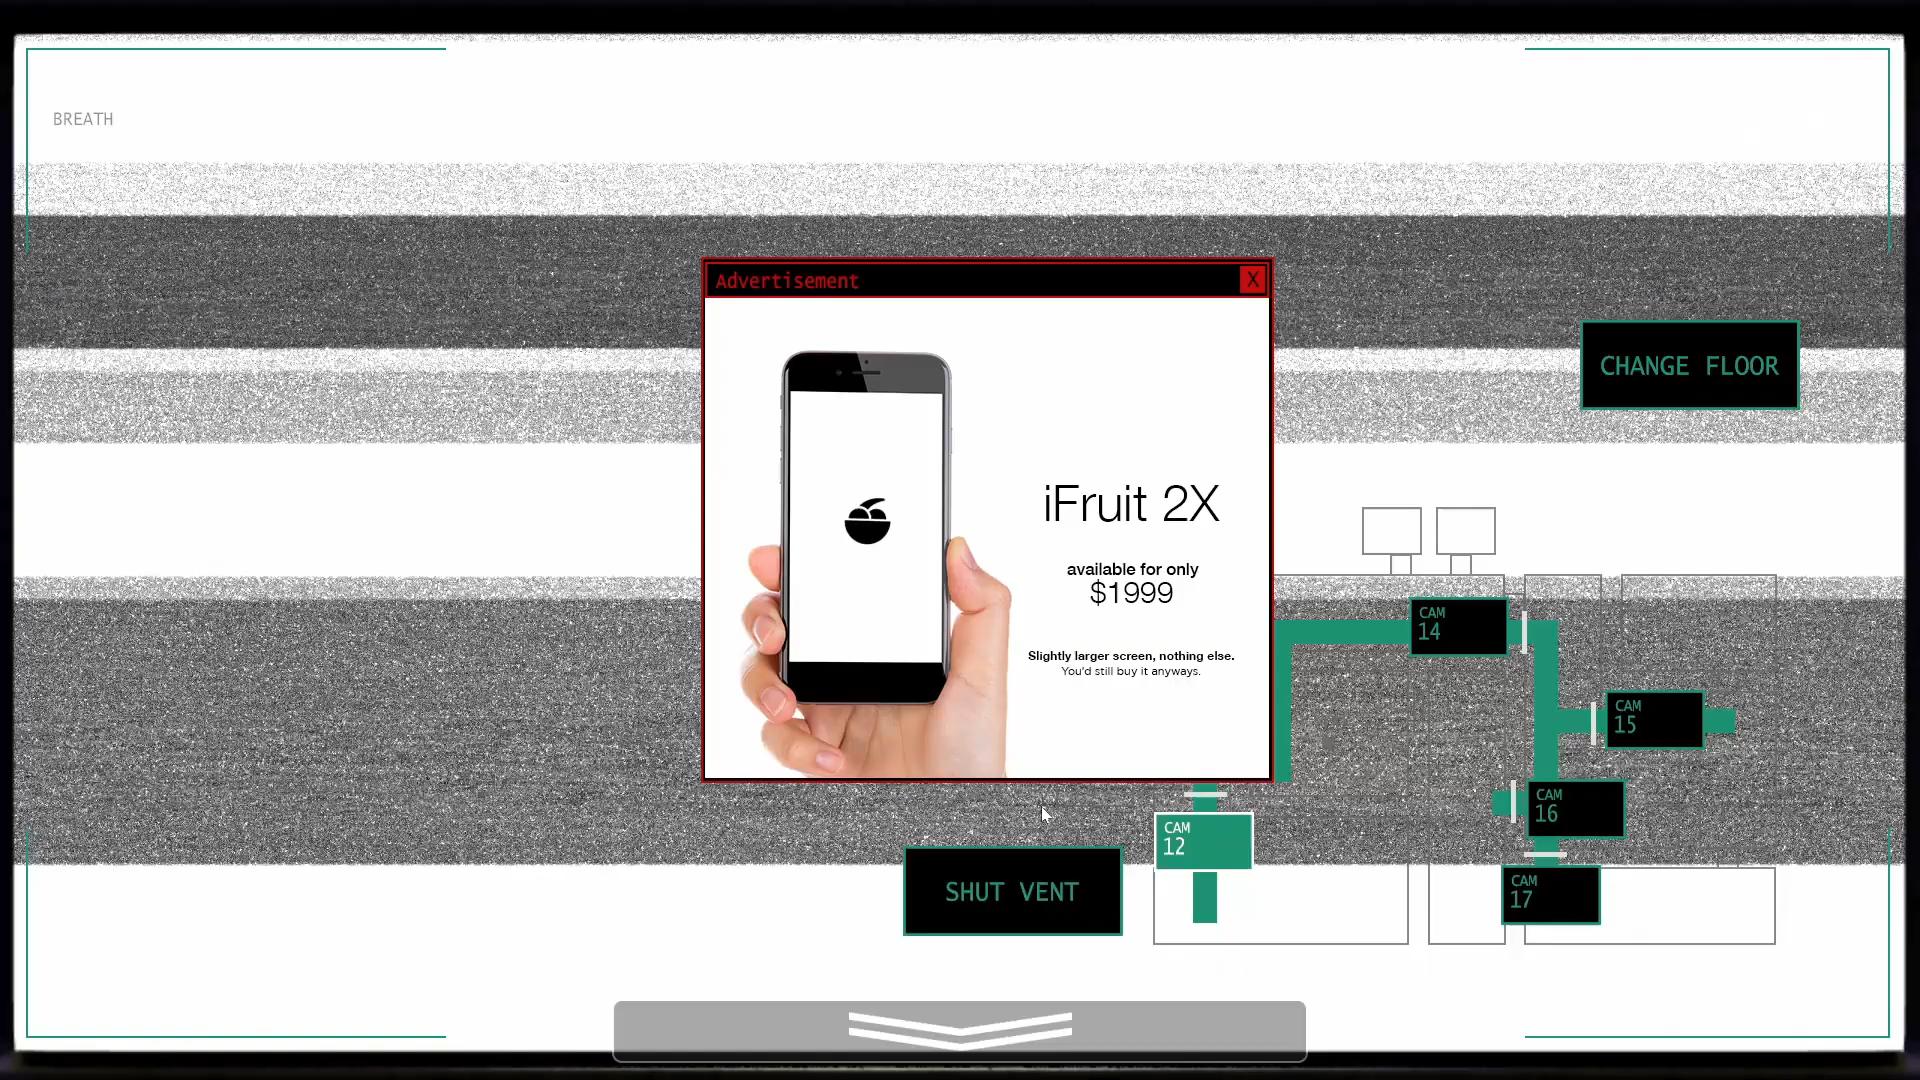 BREATH
Advertisement
X
CHANGE FLOOR
iFruit 2X
available for only
$1999
Slightly larger screen, nothing else.
You'd still buy it anyways.
CAM
14
CAM
15
CAM
16
CAM
12
CAM
17
SHUT VENT